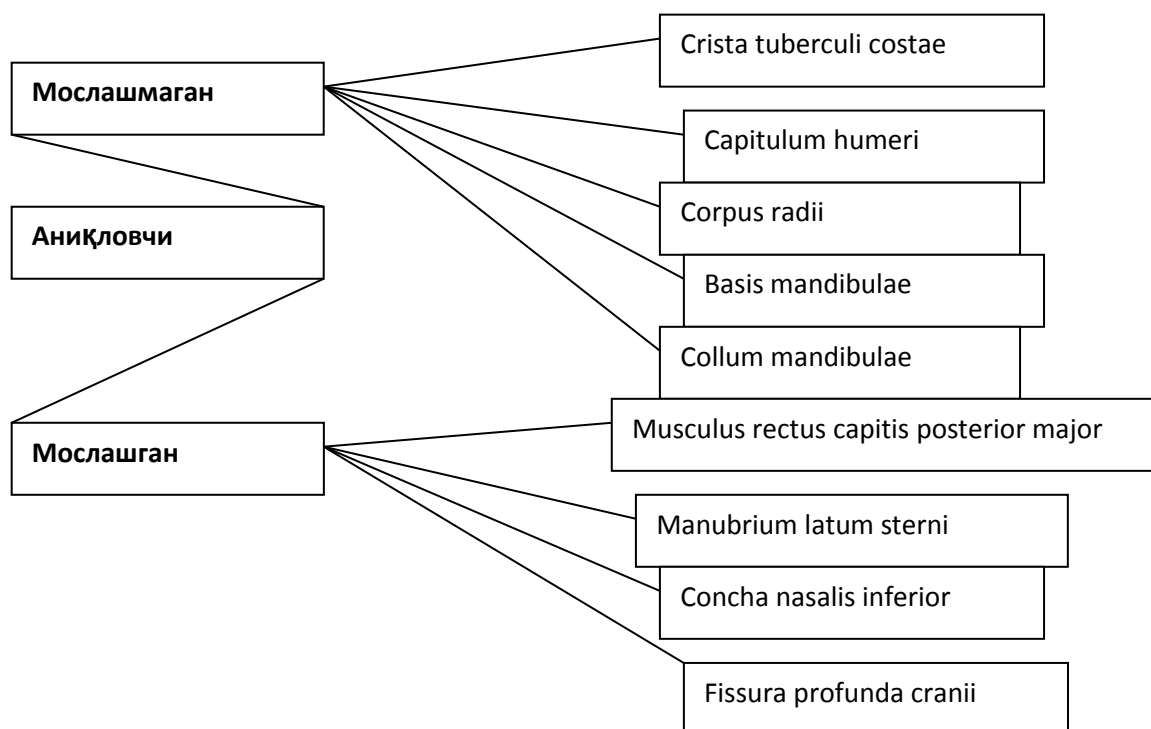 Crista tuberculi costae
Мослашмаган
Capitulum humeri
Corpus radii
Аниқловчи
Basis mandibulae
Collum mandibulae
Musculus rectus capitis posterior major
Мослашган
Manubrium latum sterni
Concha nasalis inferior
Fissura profunda cranii